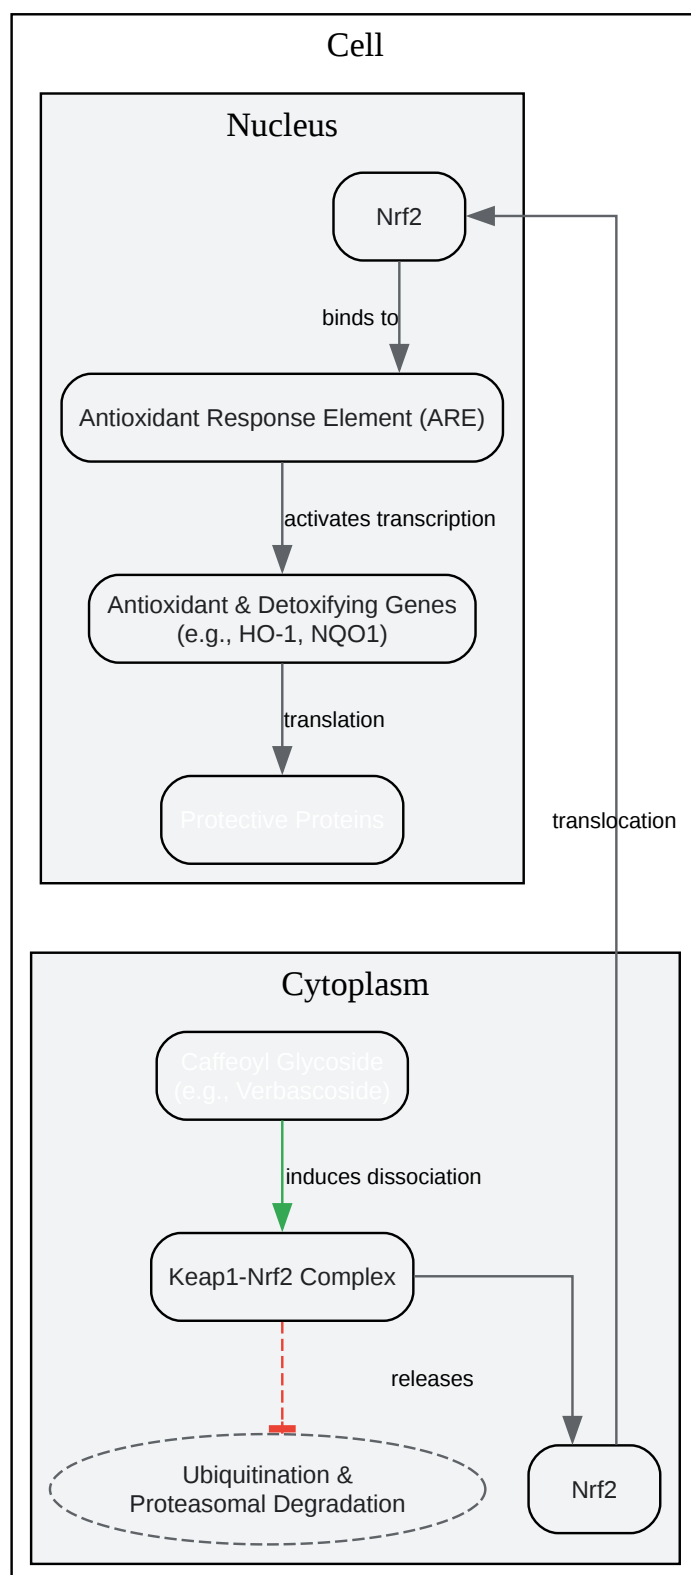 Cell
Nucleus
Nrf2
binds to
Antioxidant Response Element (ARE)
activates transcription
Antioxidant & Detoxifying Genes
(e.g., HO-1, NQO1)
translation
Protective Proteins
translocation
Cytoplasm
Caffeoyl Glycoside
(e.g., Verbascoside)
induces dissociation
Keap1-Nrf2 Complex
releases
Ubiquitination &
Proteasomal Degradation
Nrf2